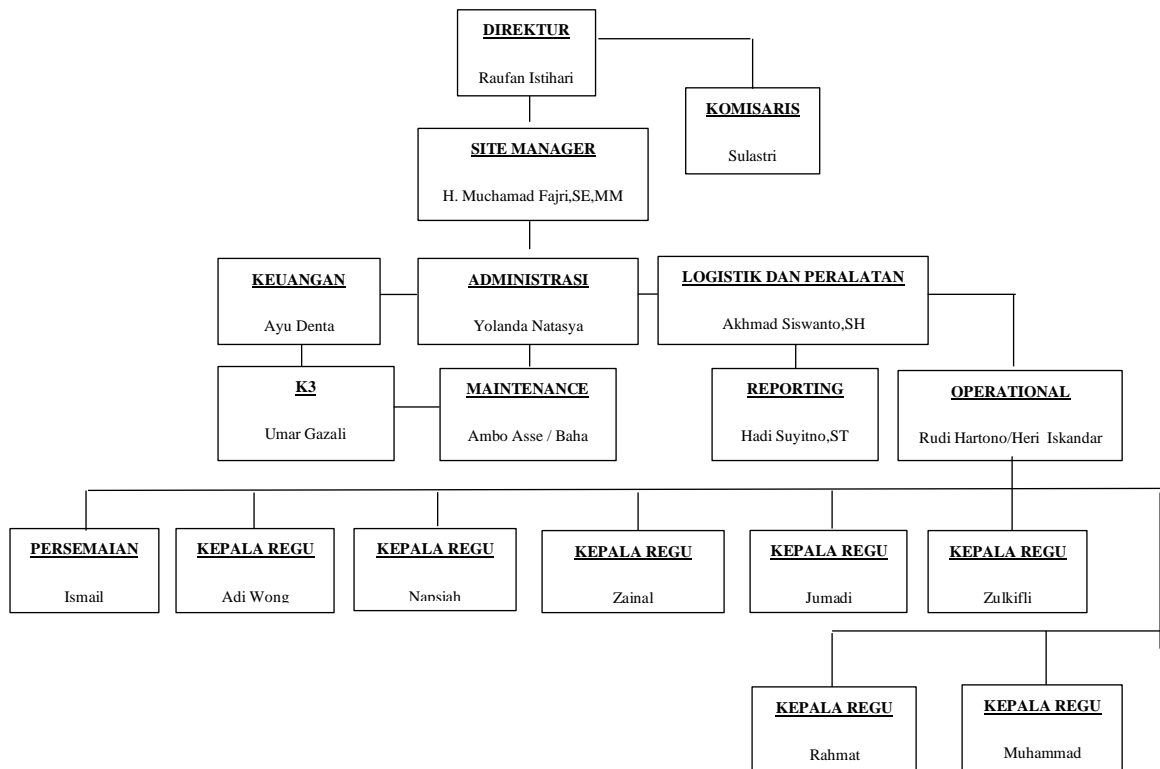 DIREKTUR
Raufan Istihari
KOMISARIS
Sulastri
SITE MANAGER
H. Muchamad Fajri,SE,MM
KEUANGAN
Ayu Denta
ADMINISTRASI
Yolanda Natasya
LOGISTIK DAN PERALATAN
Akhmad Siswanto,SH
K3
Umar Gazali
MAINTENANCE
Ambo Asse / Baha
REPORTING
Hadi Suyitno,ST
OPERATIONAL
Rudi Hartono/Heri Iskandar
PERSEMAIAN
Ismail
KEPALA REGU
Adi Wong
KEPALA REGU
Napsiah
KEPALA REGU
Zainal
KEPALA REGU
Jumadi
KEPALA REGU
Zulkifli
KEPALA REGU
Rahmat
KEPALA REGU
Muhammad